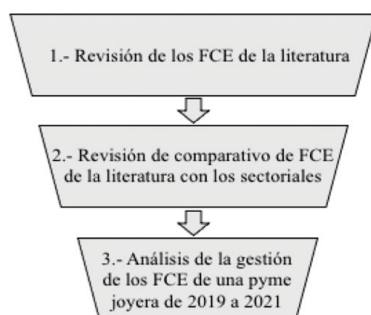 1.- Revisión de los FCE de la literatura
2.- Revisión de comparativo de FCE
de la literatura con los sectoriales
3.- Análisis de la gestión
de los FCE de una pyme
joyera de 2019 a 2021